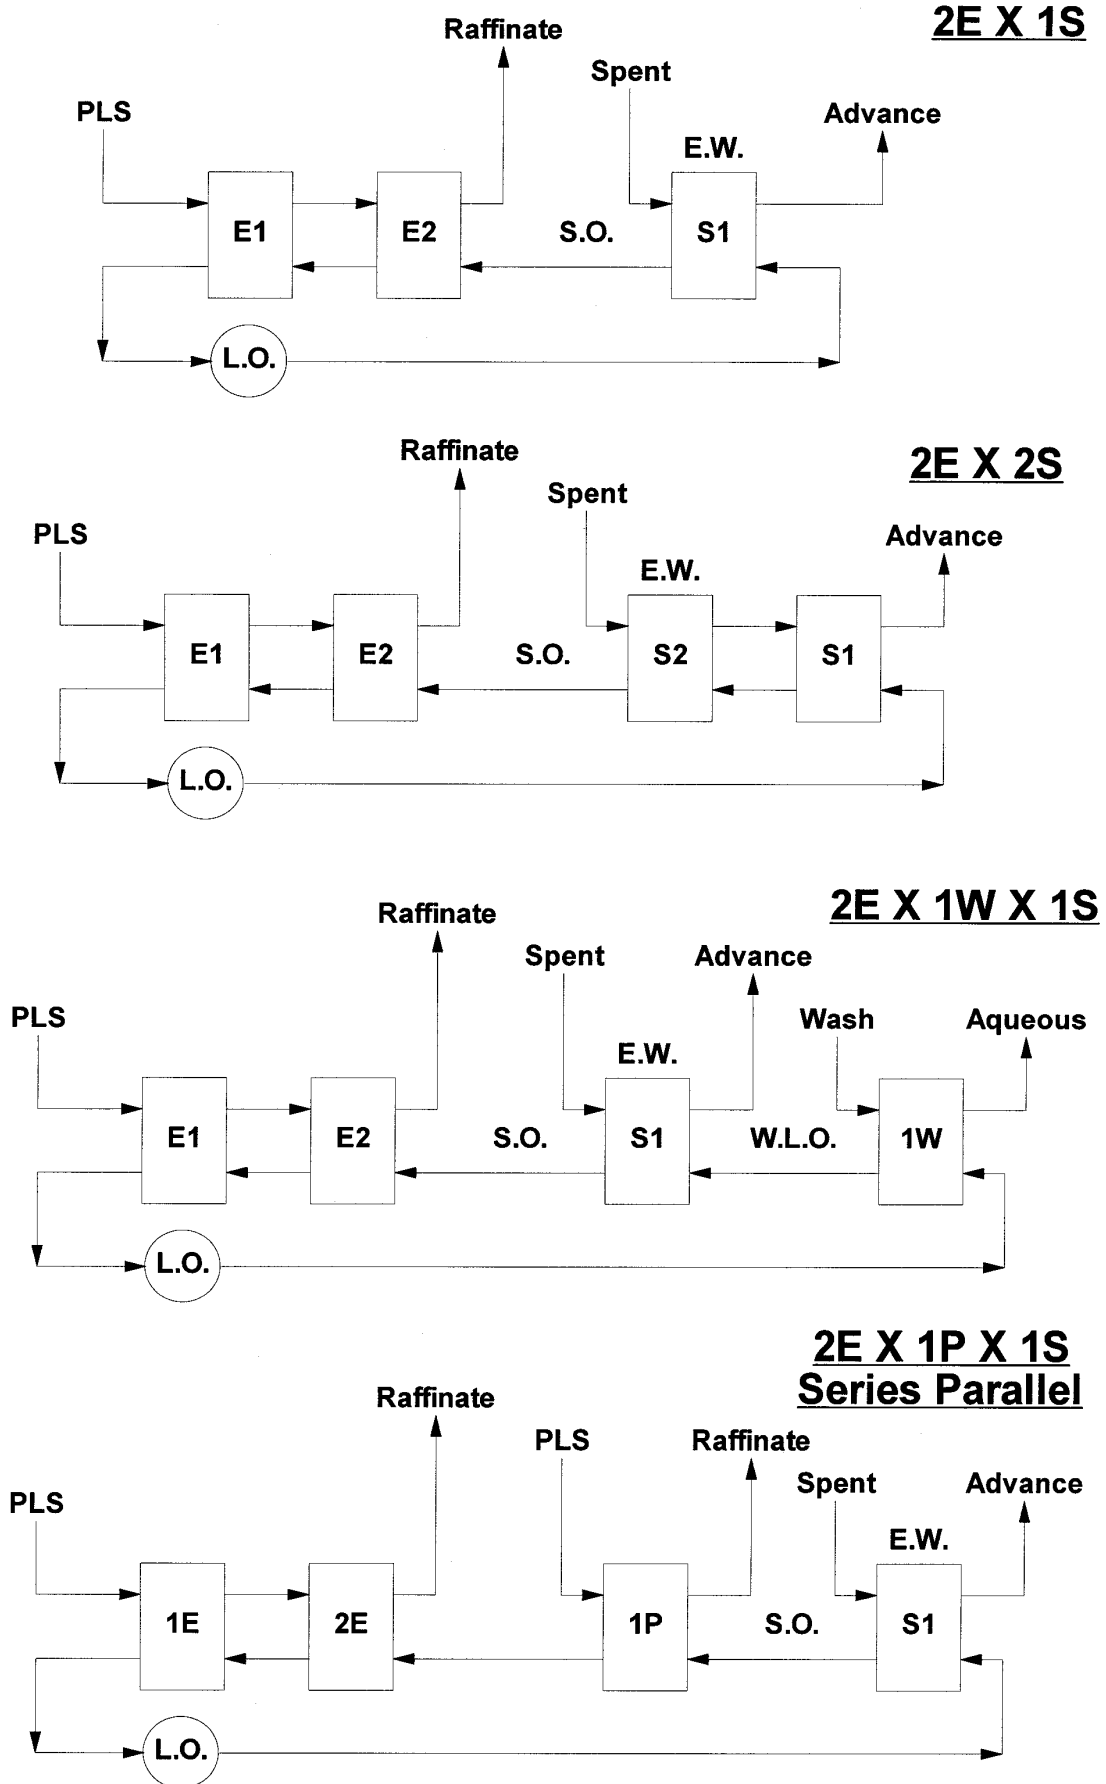 2E X 1S
Raffinate
Spent
PLS
Advance
E.W.
E1
E2
S.O.
S1
L.O.
Raffinate
2E X 2S
Spent
PLS
Advance
E.W.
E1
E2
S.O.
S2
S1
L.O.
2E X 1W X 1S
Raffinate
Spent
Advance
PLS
Wash
Aqueous
E.W.
E1
E2
S.O.
S1
W.L.O.
1W
L.O.
2E X 1P X 1S
Series Parallel
Raffinate
PLS
Raffinate
PLS
Spent
Advance
E.W.
1E
2E
1P
S.O.
S1
L.O.